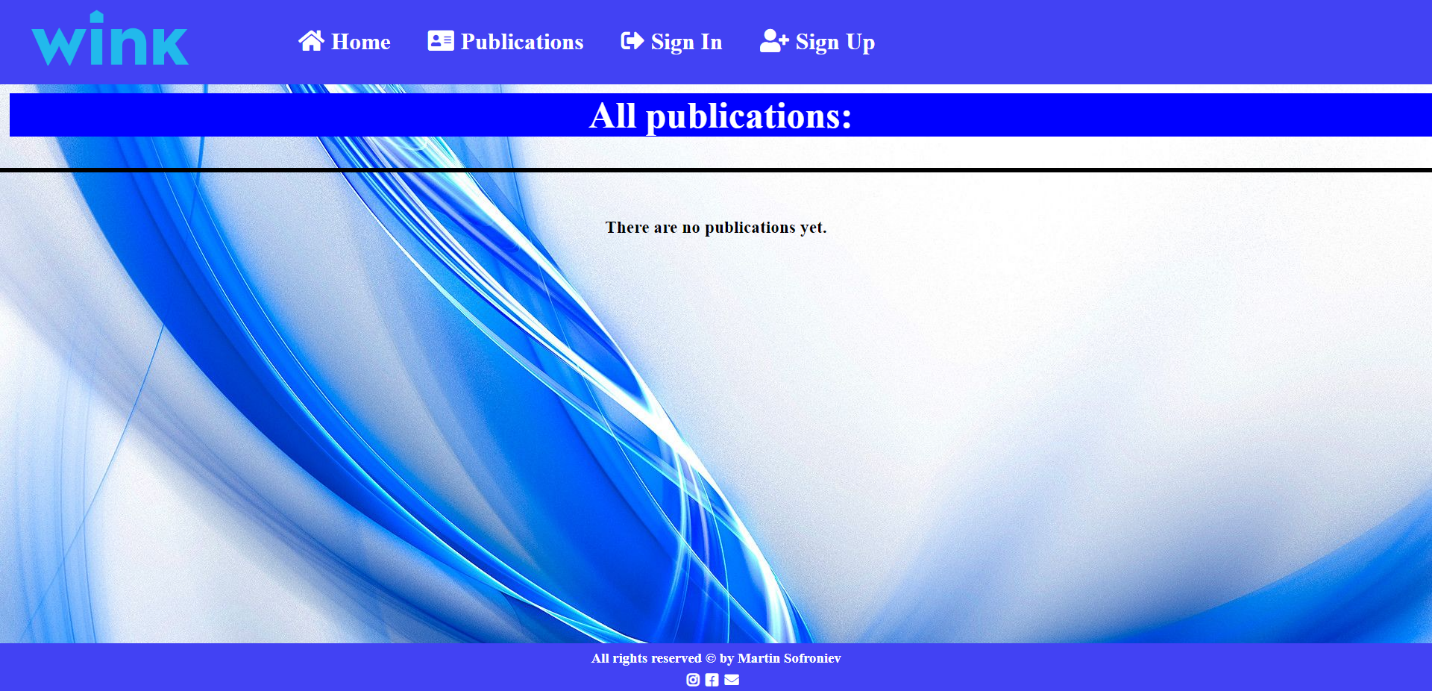 wink
Home Publications Sign In Sign Up
All publications:
There are no publications yet.
All rights reserved © by Martin Sofroniev